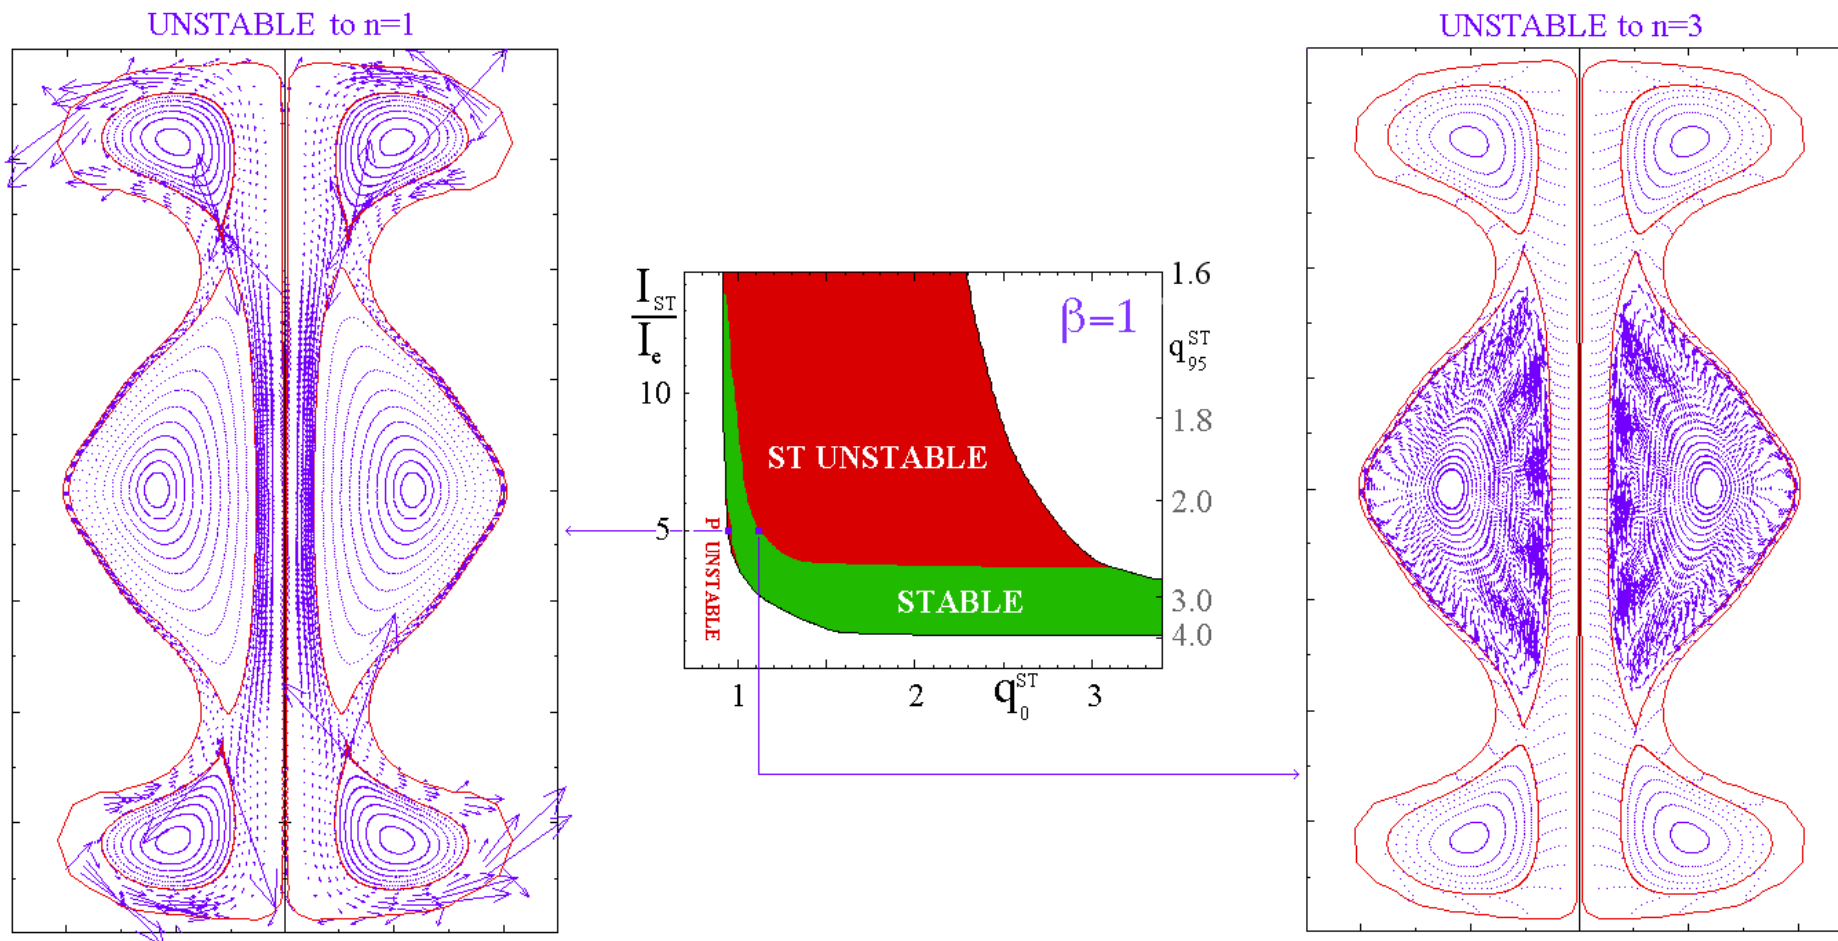 UNSTABLE to n=1
UNSTABLE to n=3
I_ST
I_e
10
5
β=1
1.6
q_95^ST
1.8
2.0
3.0
4.0
ST UNSTABLE
STABLE
P UNSTABLE
1
2
q_0^ST
3